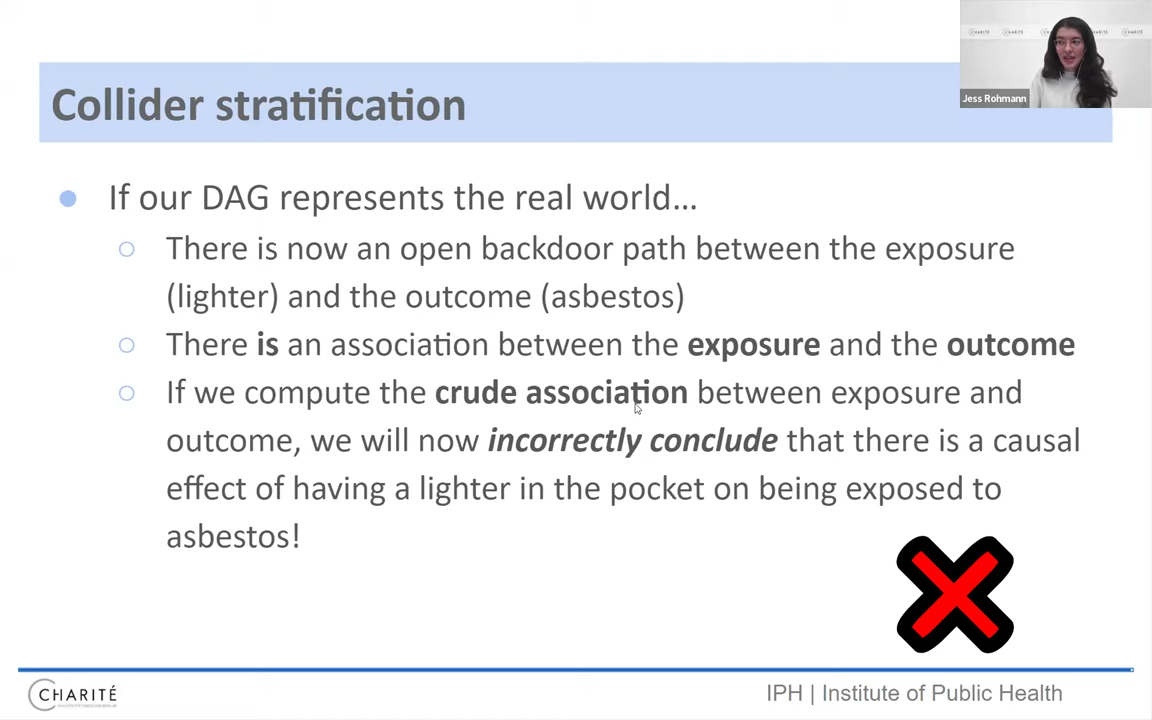 Jess Rohmann
Collider stratification
If our DAG represents the real world...
There is now an open backdoor path between the exposure
(lighter) and the outcome (asbestos)
There is an association between the exposure and the outcome
If we compute the crude association between exposure and
outcome, we will now incorrectly conclude that there is a causal
effect of having a lighter in the pocket on being exposed to
asbestos!
CHARITÉ
IPH | Institute of Public Health